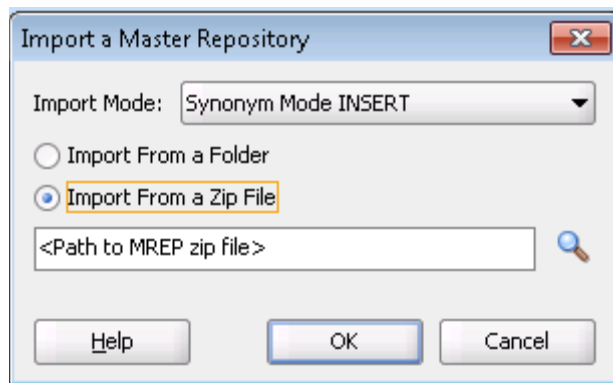 Import a Master Repository
Import Mode: Synonym Mode INSERT
Import From a Folder
Import From a Zip File
<Path to MREP zip file>
Help OK Cancel